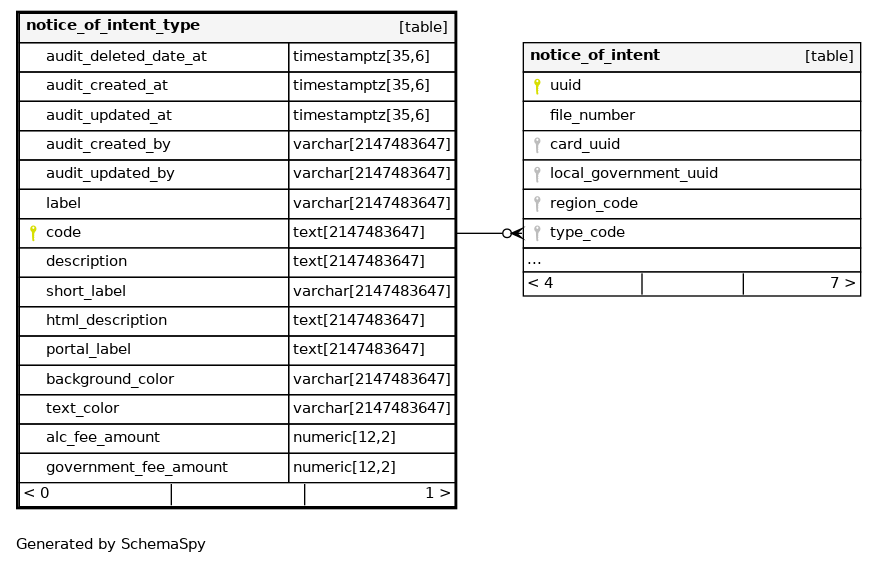 notice_of_intent_type [table]
audit_deleted_date_at timestamptz[35,6]
audit_created_at timestamptz[35,6]
audit_updated_at timestamptz[35,6]
audit_created_by varchar[2147483647]
audit_updated_by varchar[2147483647]
label varchar[2147483647]
code text[2147483647]
description text[2147483647]
short_label varchar[2147483647]
html_description text[2147483647]
portal_label text[2147483647]
background_color varchar[2147483647]
text_color varchar[2147483647]
alc_fee_amount numeric[12,2]
government_fee_amount numeric[12,2]
< 0 1 >
notice_of_intent [table]
uuid
file_number
card_uuid
local_government_uuid
region_code
type_code
...
< 4 7 >
Generated by SchemaSpy